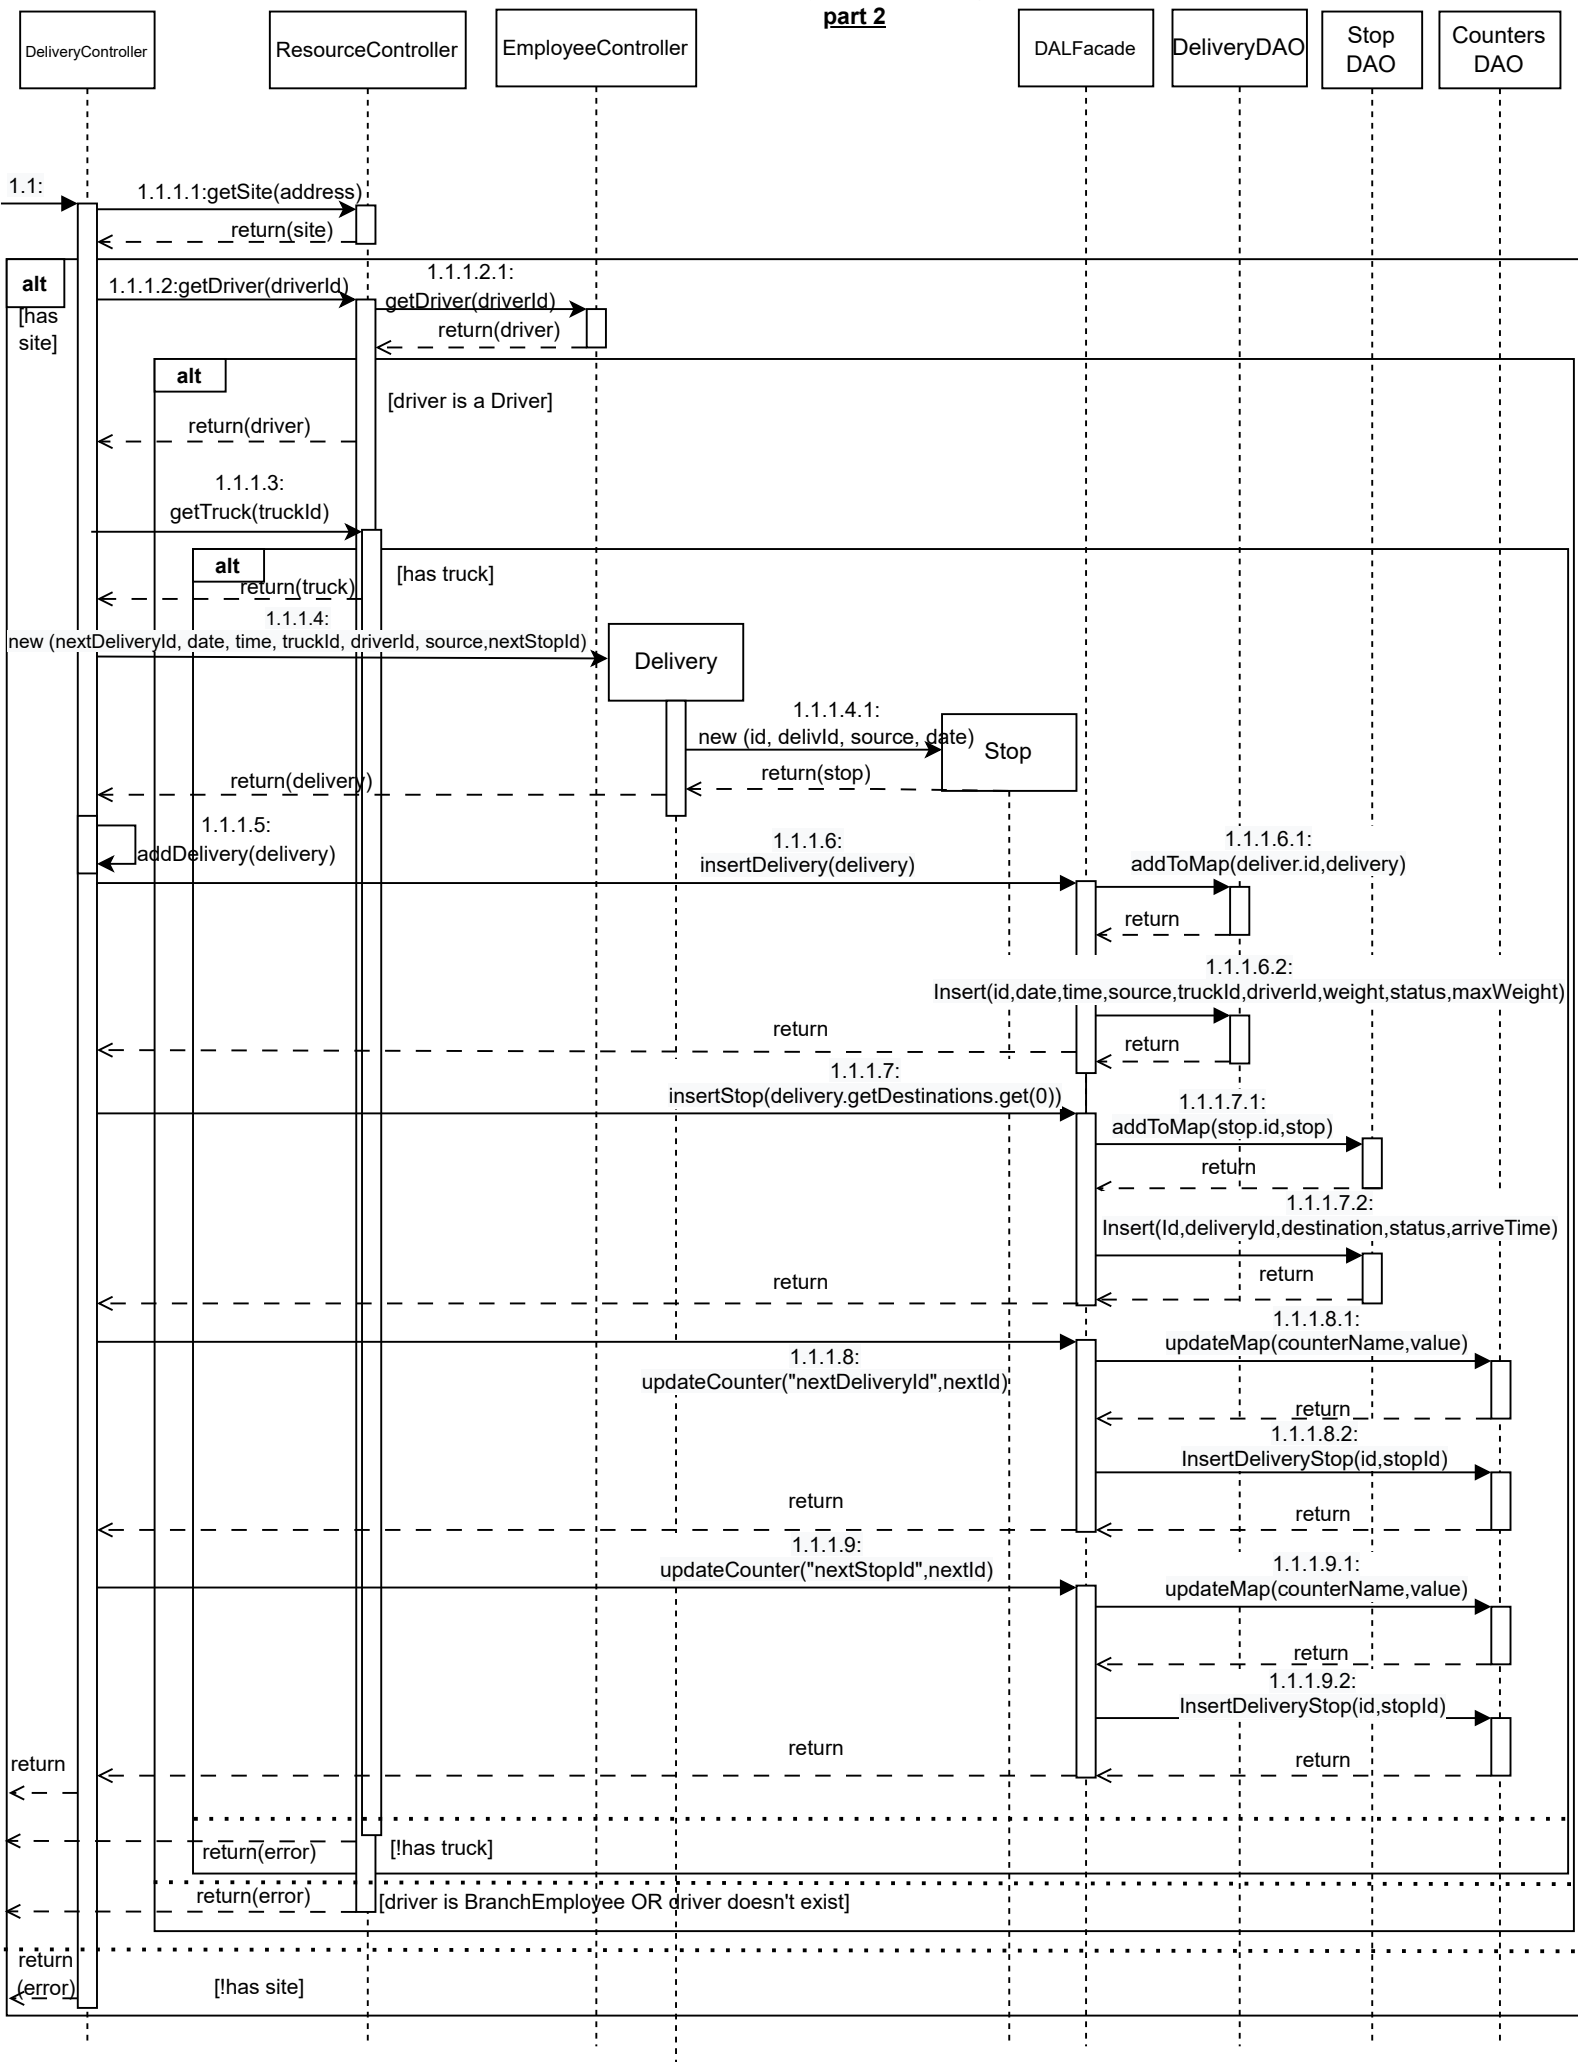 part 2
DeliveryController
ResourceController
EmployeeController
DALFacade
DeliveryDAO
Stop
DAO
Counters
DAO
1.1:
1.1.1.1:getSite(address)
return(site)
alt
[has
site]
1.1.1.2:getDriver(driverId)
1.1.1.2.1:
getDriver(driverId)
return(driver)
alt
[driver is a Driver]
return(driver)
1.1.1.3:
getTruck(truckId)
alt
[has truck]
return(truck)
1.1.1.4:
new (nextDeliveryId, date, time, truckId, driverId, source,nextStopId)
Delivery
1.1.1.4.1:
new (id, delivId, source, date)
Stop
return(stop)
return(delivery)
1.1.1.5:
addDelivery(delivery)
1.1.1.6:
insertDelivery(delivery)
1.1.1.6.1:
addToMap(deliver.id,delivery)
return
1.1.1.6.2:
Insert(id,date,time,source,truckId,driverId,weight,status,maxWeight)
return
return
1.1.1.7:
insertStop(delivery.getDestinations.get(0))
1.1.1.7.1:
addToMap(stop.id,stop)
return
1.1.1.7.2:
Insert(Id,deliveryId,destination,status,arriveTime)
return
return
1.1.1.8.1:
updateMap(counterName,value)
1.1.1.8:
updateCounter("nextDeliveryId",nextId)
return
1.1.1.8.2:
InsertDeliveryStop(id,stopId)
return
return
1.1.1.9:
updateCounter("nextStopId",nextId)
1.1.1.9.1:
updateMap(counterName,value)
return
1.1.1.9.2:
InsertDeliveryStop(id,stopId)
return
return
return
return(error)
[!has truck]
return(error)
[driver is BranchEmployee OR driver doesn't exist]
return
(error)
[!has site]